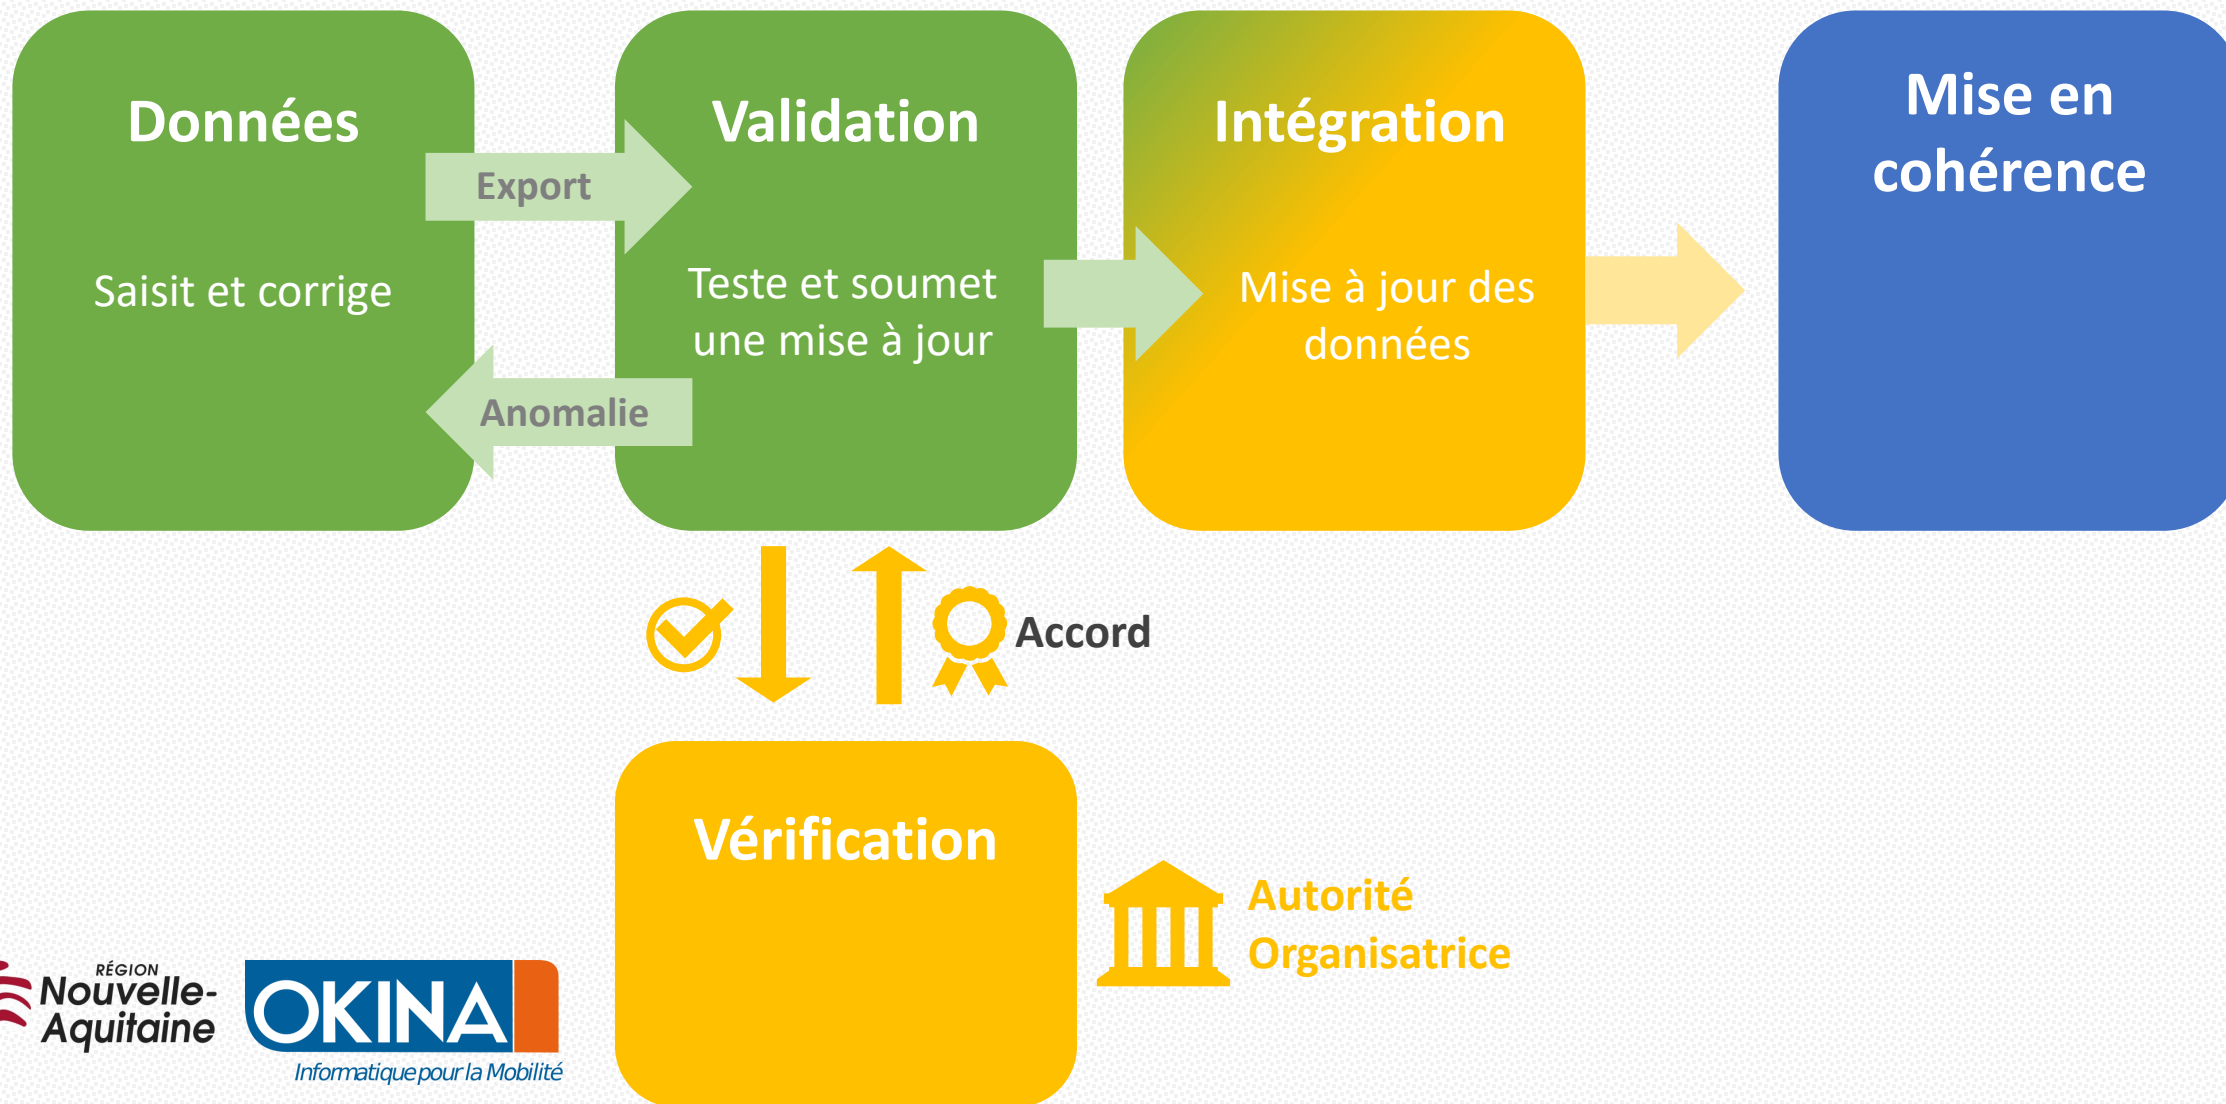 Données
Saisit et corrige
Export
Anomalie
Validation
Teste et soumet
une mise à jour
Intégration
Mise à jour des
données
Mise en
cohérence
Accord
Vérification
Autorité
Organisatrice
RÉGION
Nouvelle-
Aquitaine
OKINA
Informatique pour la Mobilité